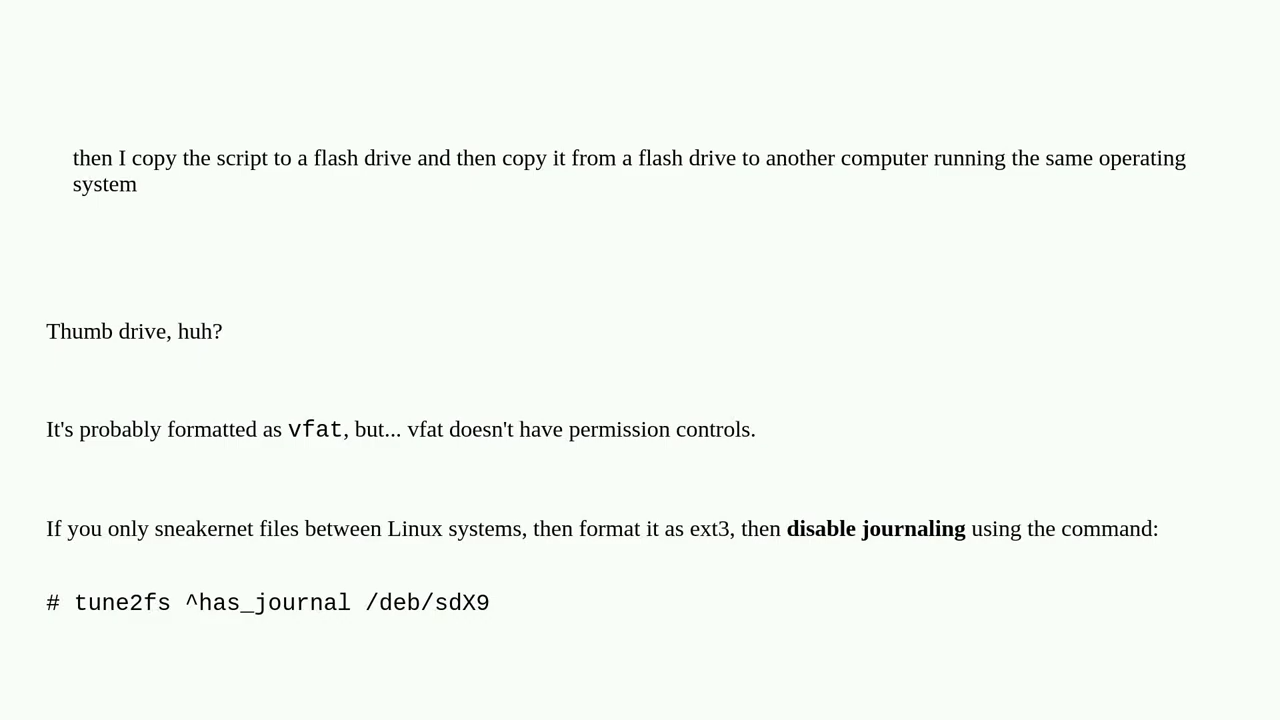 then I copy the script to a flash drive and then copy it from a flash drive to another computer running the same operating
system
Thumb drive, huh?
It's probably formatted as vfat, but... vfat doesn't have permission controls.
If you only sneakernet files between Linux systems, then format it as ext3, then disable journaling using the command:
# tune2fs ^has_journal /deb/sdX9